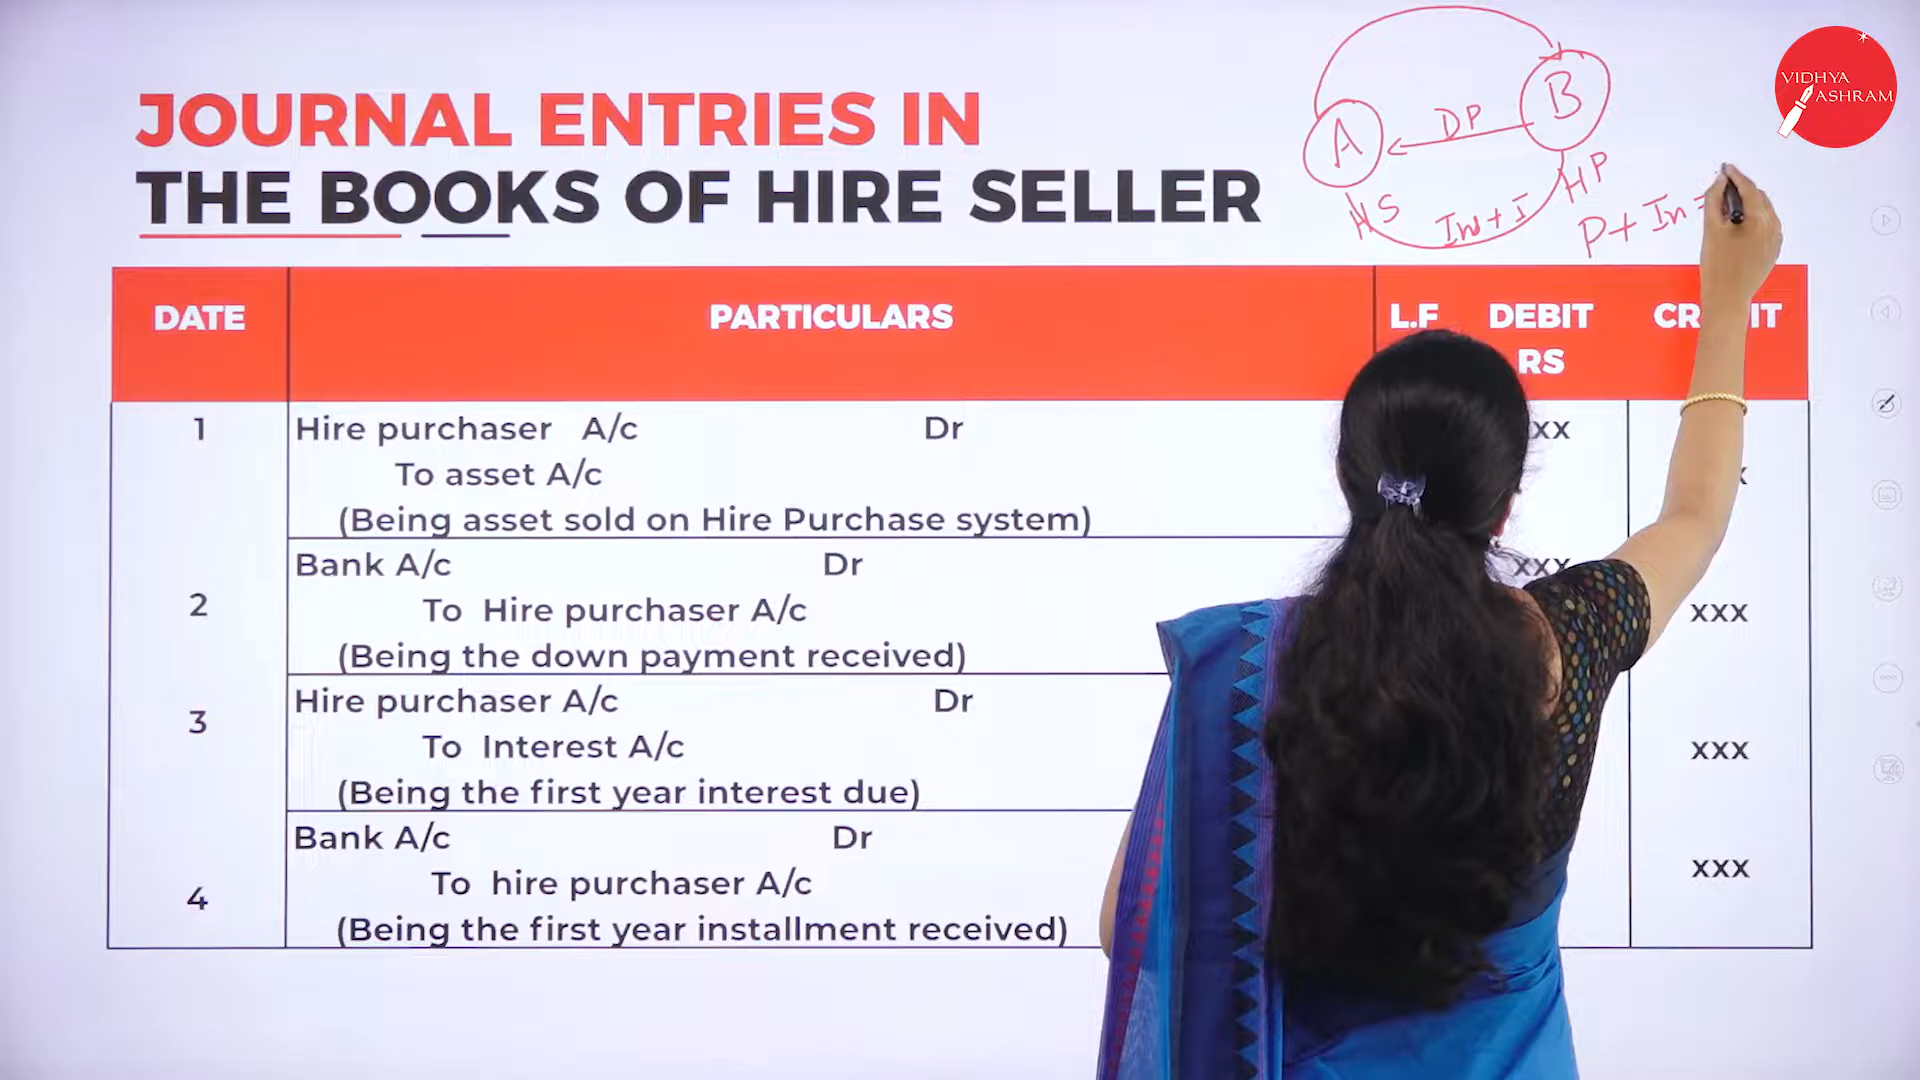 JOURNAL ENTRIES IN
THE BOOKS OF HIRE SELLER
A
DP
B
HS
HP
P + In =
VIDHYA
ASHRAM
DATE PARTICULARS L.F DEBIT
RS
1 Hire purchaser A/c Dr
To asset A/c
(Being asset sold on Hire Purchase system)
Bank A/c Dr xxx
2 To Hire purchaser A/c xxx
(Being the down payment received)
Hire purchaser A/c Dr
3 To Interest A/c xxx
(Being the first year interest due)
Bank A/c Dr xxx
4 To hire purchaser A/c
(Being the first year installment received)